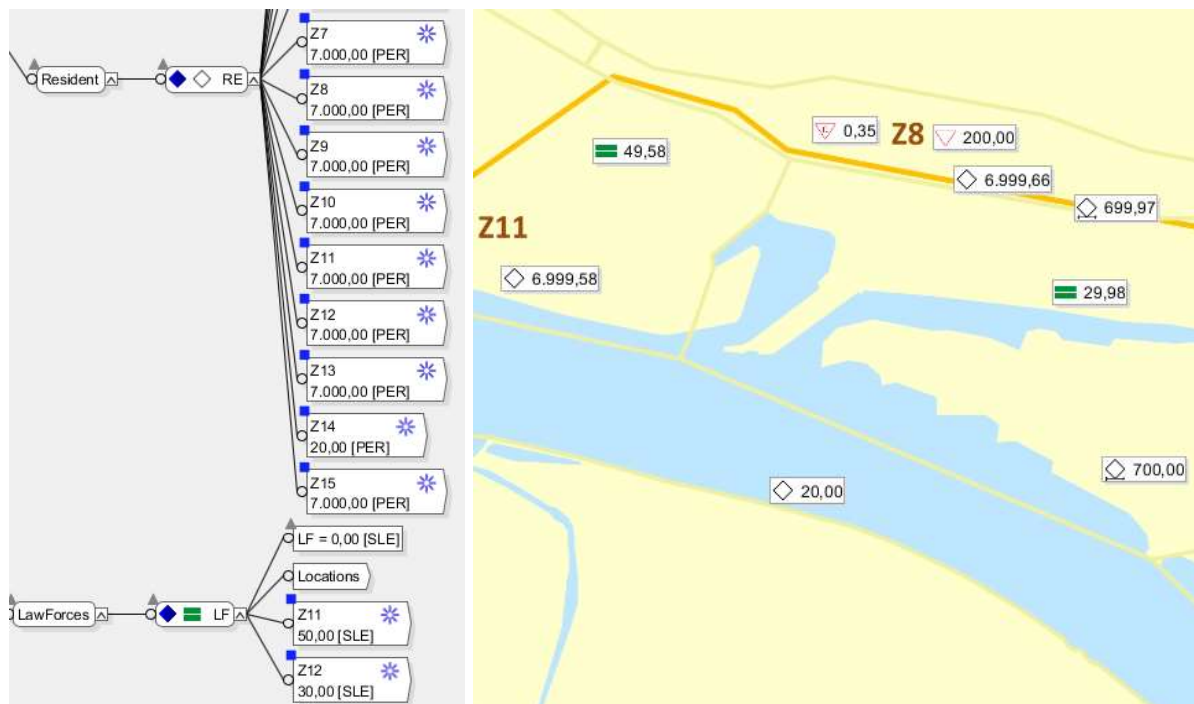 Z7
7.000,00 [PER]
Resident
RE
Z8
7.000,00 [PER]
Z9
7.000,00 [PER]
Z10
7.000,00 [PER]
Z11
7.000,00 [PER]
Z12
7.000,00 [PER]
Z13
7.000,00 [PER]
Z14
20,00 [PER]
Z15
7.000,00 [PER]
LF = 0,00 [SLE]
Locations
LawForces
LF
Z11
50,00 [SLE]
Z12
30,00 [SLE]
0,35
Z8
200,00
49,58
6.999,66
699,97
Z11
6.999,58
29,98
700,00
20,00